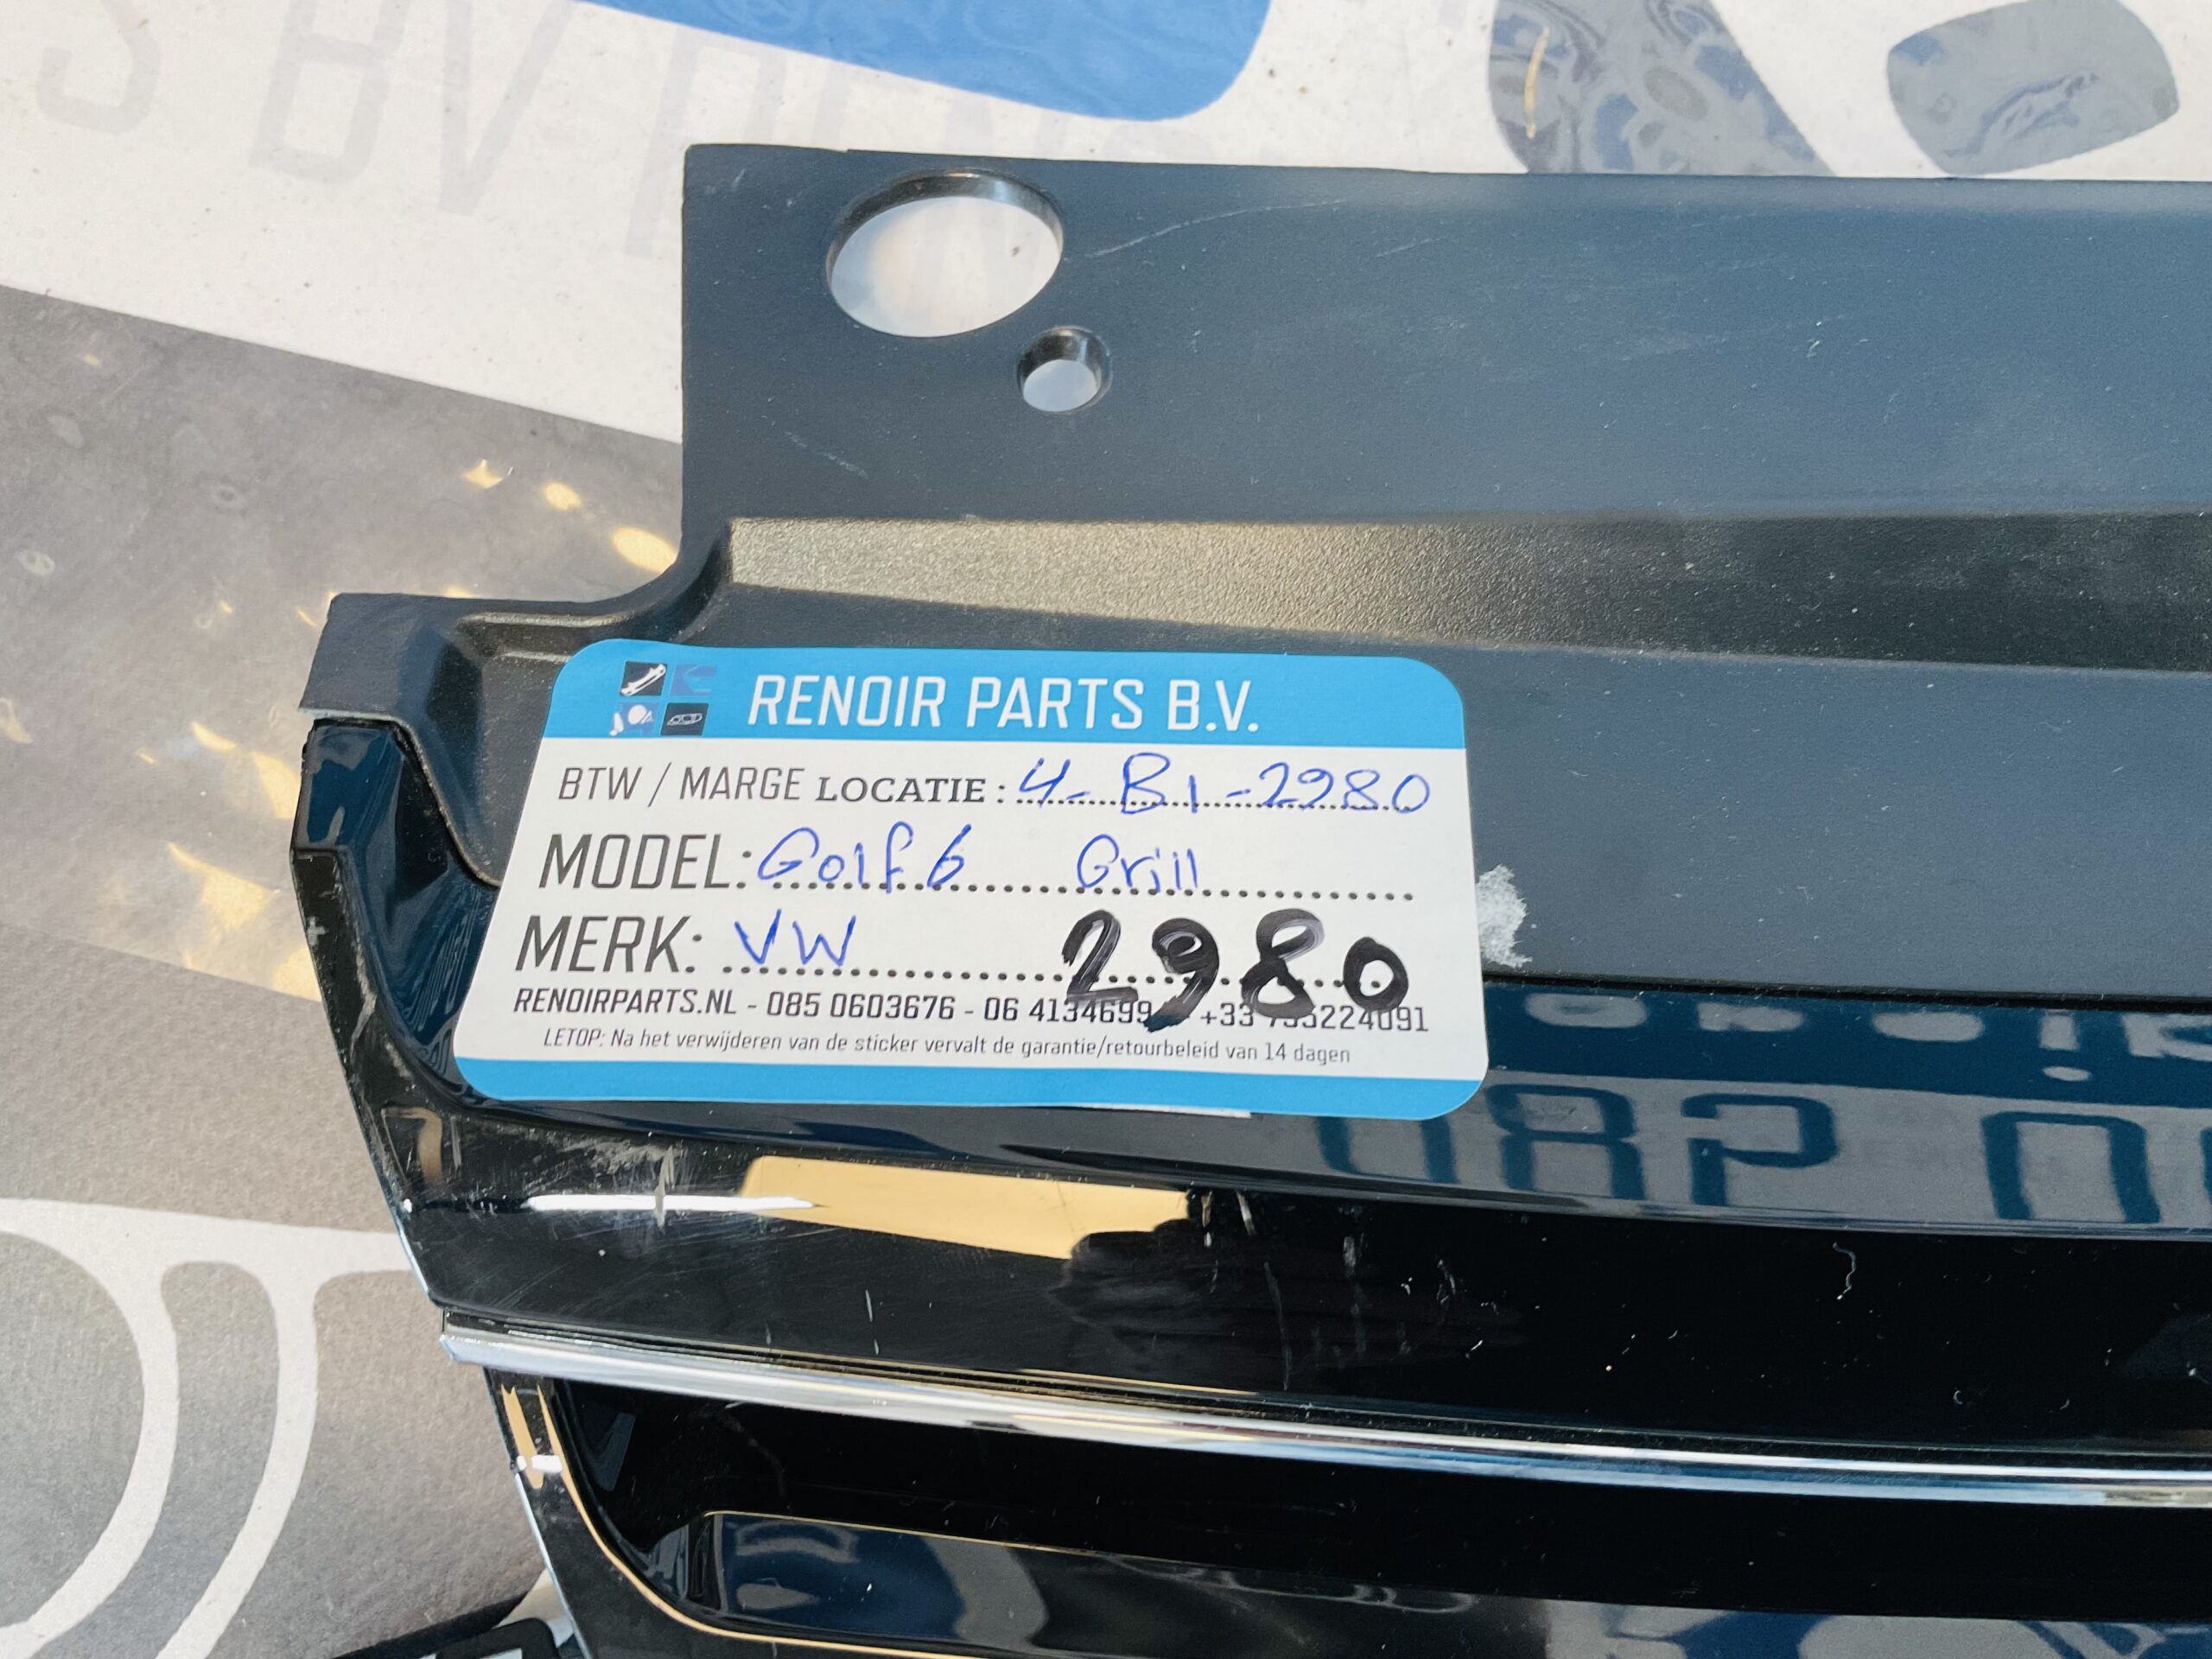 RENOIR PARTS B.V.
BTW / MARGE LOCATIE: 4-B1-2980
MODEL: Golf 6 Grill
MERK: VW 2980
RENOIRPARTS.NL - 085 0603676 - 06
LETOP: Na het verwijderen van de sticker vervalt de garantie/retourbeleid van 14 dagen